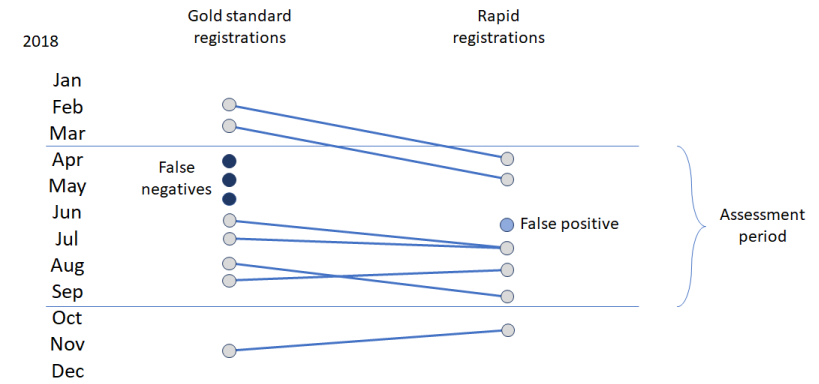 Gold standard
registrations
Rapid
registrations
2018
Jan
Feb
Mar
Apr
May
Jun
Jul
Aug
Sep
Oct
Nov
Dec
False
negatives
False positive
Assessment
period